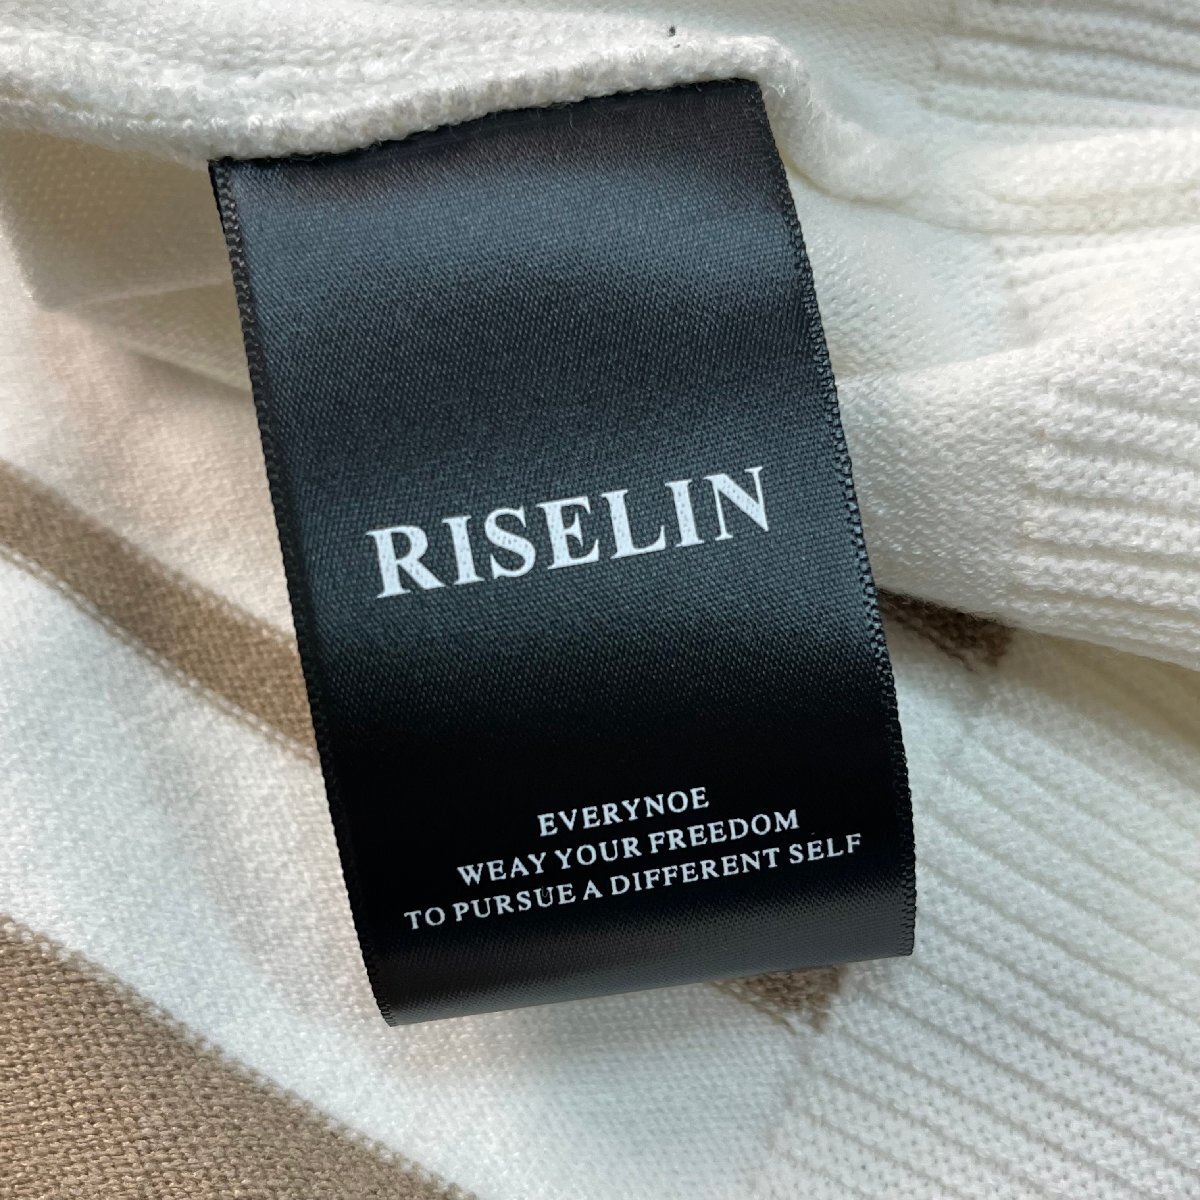 RISELIN
EVERYNOE
WEAY YOUR FREEDOM
TO PURSUE A DIFFERENT SELF